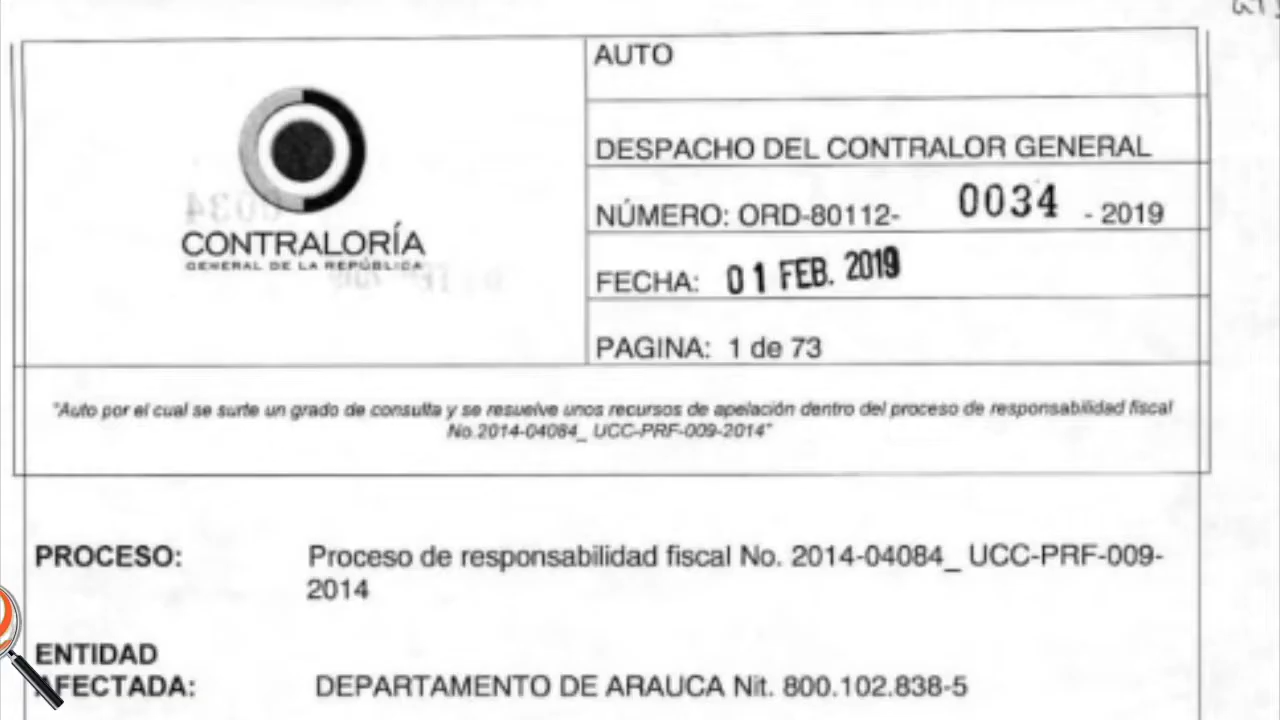 AUTO
DESPACHO DEL CONTRALOR GENERAL
NÚMERO: ORD-80112- 0034 - 2019
FECHA: 01 FEB. 2019
PAGINA: 1 de 73
CONTRALORÍA
GENERAL DE LA REPÚBLICA
"Auto por el cual se surte un grado de consulta y se resuelve unos recursos de apelación dentro del proceso de responsabilidad fiscal
No.2014-04084_ UCC-PRF-009-2014"
PROCESO: Proceso de responsabilidad fiscal No. 2014-04084_ UCC-PRF-009-
2014
ENTIDAD
AFECTADA: DEPARTAMENTO DE ARAUCA Nit. 800.102.838-5